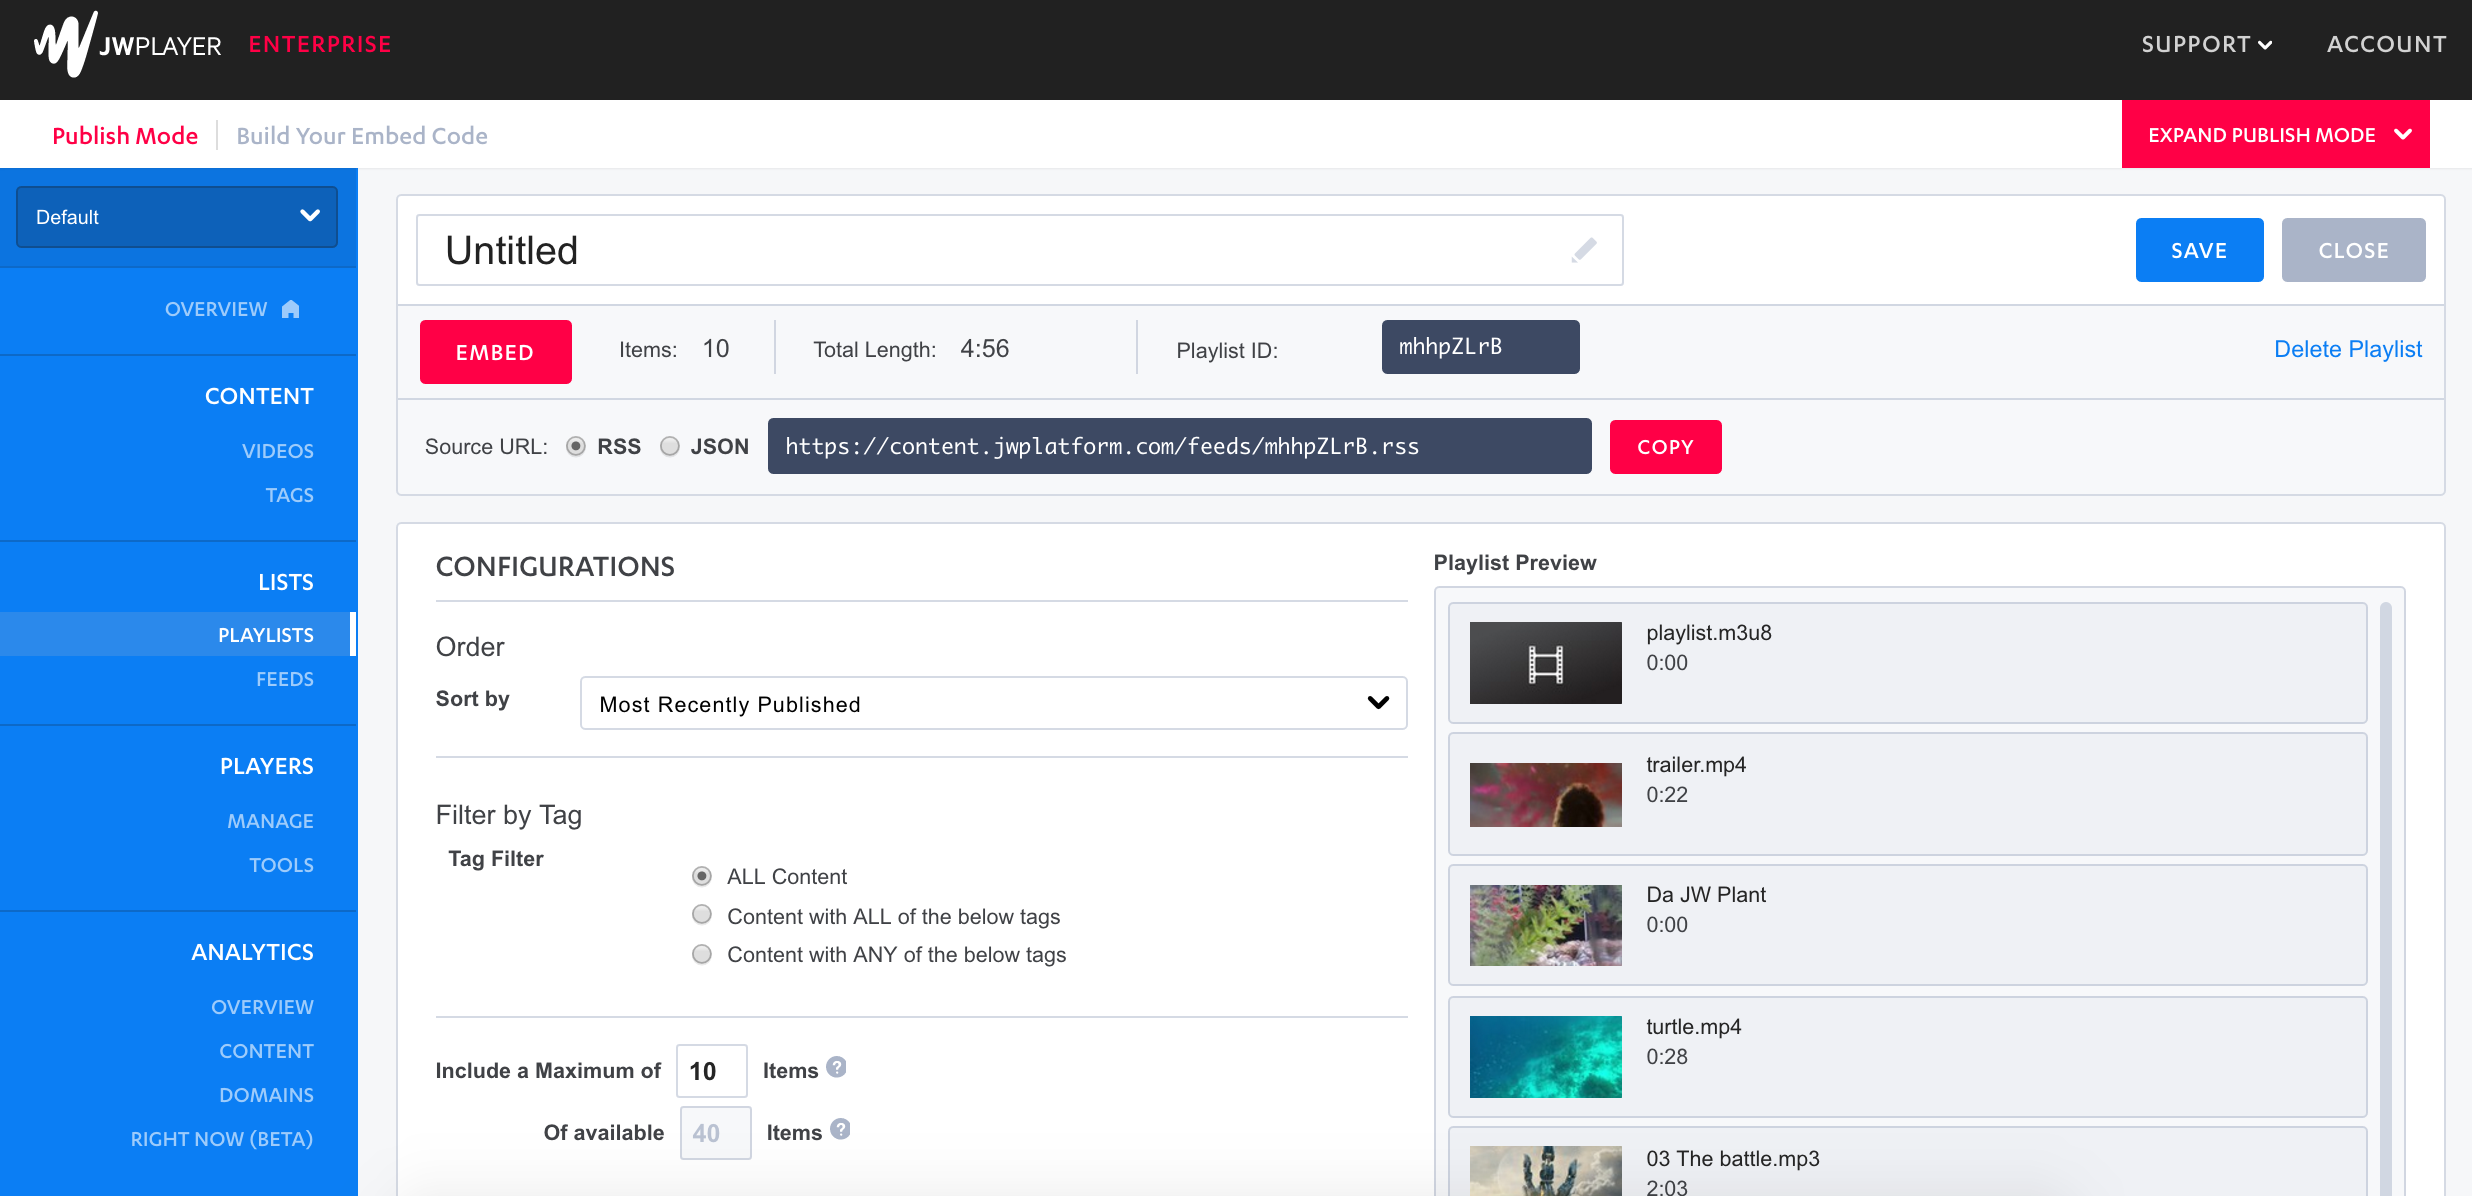 JWPLAYER ENTERPRISE
SUPPORT ACCOUNT
Publish Mode Build Your Embed Code
EXPAND PUBLISH MODE
Default
OVERVIEW
CONTENT
VIDEOS
TAGS
LISTS
PLAYLISTS
FEEDS
PLAYERS
MANAGE
TOOLS
ANALYTICS
OVERVIEW
CONTENT
DOMAINS
RIGHT NOW (BETA)
Untitled
SAVE CLOSE
EMBED Items: 10 Total Length: 4:56 Playlist ID: mhhpZLrB Delete Playlist
Source URL: RSS JSON https://content.jwplatform.com/feeds/mhhpZLrB.rss COPY
CONFIGURATIONS
Order
Sort by Most Recently Published
Filter by Tag
Tag Filter
ALL Content
Content with ALL of the below tags
Content with ANY of the below tags
Include a Maximum of 10 Items ?
Of available 40 Items ?
Playlist Preview
playlist.m3u8
0:00
trailer.mp4
0:22
Da JW Plant
0:00
turtle.mp4
0:28
03 The battle.mp3
2:03